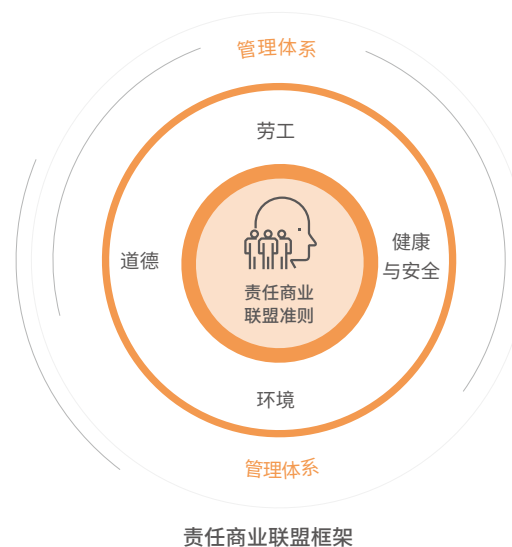 管理体系
劳工
道德
健康
与安全
责任商业
联盟准则
环境
管理体系
责任商业联盟框架